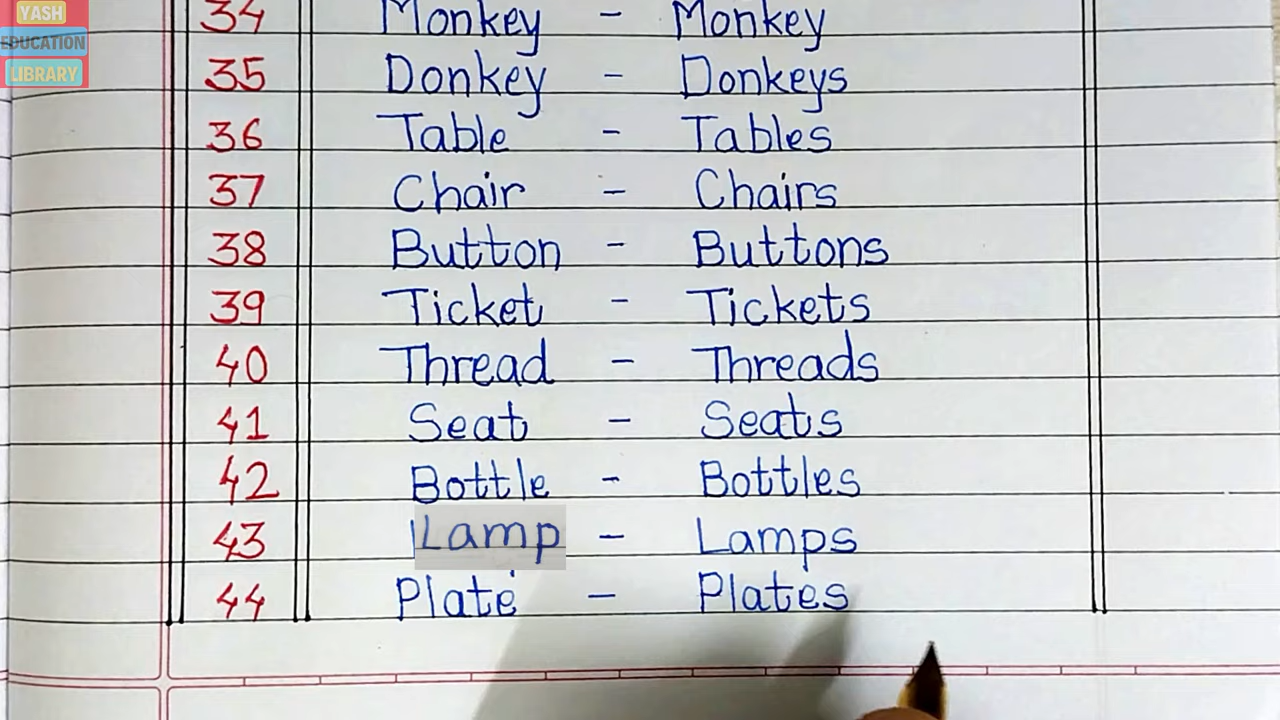 YASH
EDUCATION
LIBRARY
34 Monkey - Monkey
35 Donkey - Donkeys
36 Table - Tables
37 Chair - Chairs
38 Button - Buttons
39 Ticket - Tickets
40 Thread - Threads
41 Seat - Seats
42 Bottle - Bottles
43 Lamp - Lamps
44 Plate - Plates